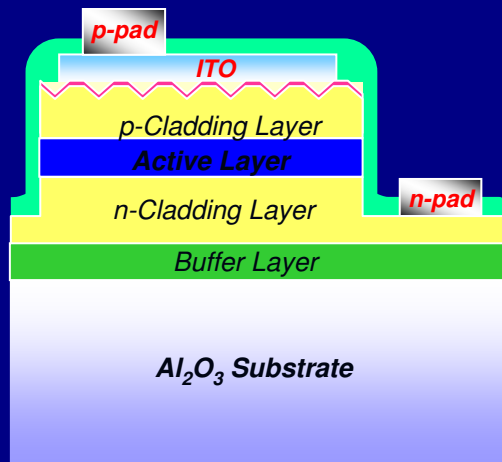 p-pad
ITO
p-Cladding Layer
Active Layer
n-Cladding Layer
n-pad
Buffer Layer
Al₂O₃ Substrate